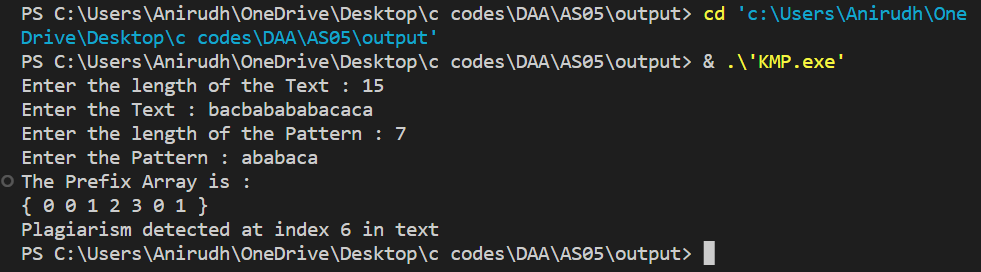 PS C:\Users\Anirudh\OneDrive\Desktop\c codes\DAA\AS05\output> cd 'c:\Users\Anirudh\One
Drive\Desktop\c codes\DAA\AS05\output'
PS C:\Users\Anirudh\OneDrive\Desktop\c codes\DAA\AS05\output> & .\'KMP.exe'
Enter the length of the Text : 15
Enter the Text : bacbabababacaca
Enter the length of the Pattern : 7
Enter the Pattern : ababaca
The Prefix Array is :
{ 0 0 1 2 3 0 1 }
Plagiarism detected at index 6 in text
PS C:\Users\Anirudh\OneDrive\Desktop\c codes\DAA\AS05\output>